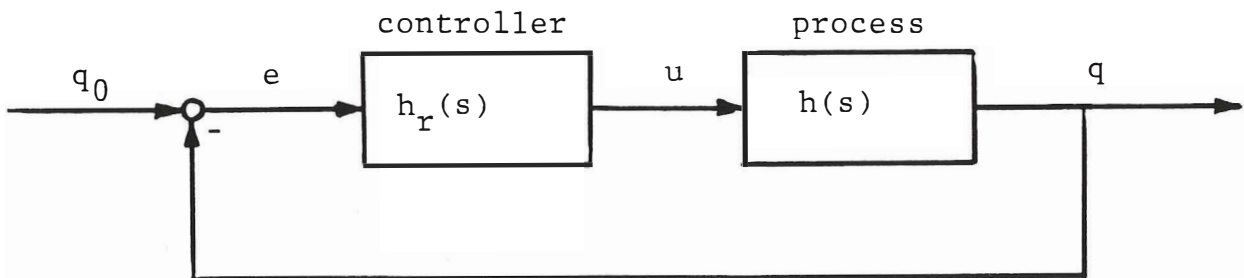 controller process
q0 e u q
hr(s) h(s)
-